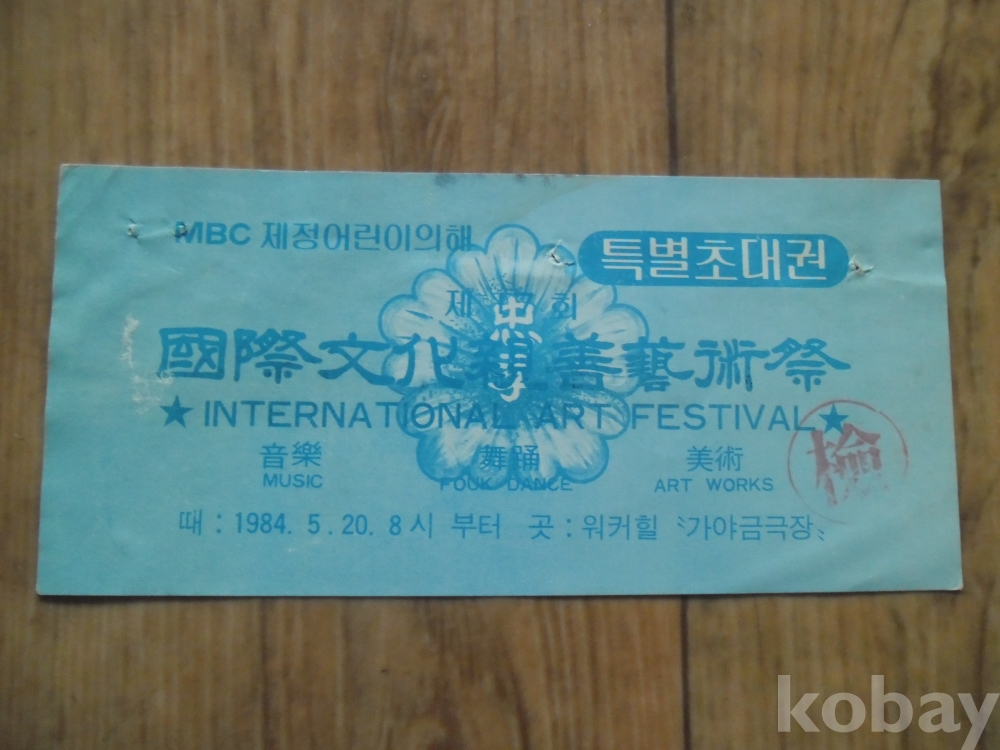 MBC 제정어린이의해
특별초대권
제 회
國際文化親善藝術祭
★ INTERNATIONAL ART FESTIVAL ★
音樂 舞踊 美術
MUSIC FOUK DANCE ART WORKS
檢
때 : 1984. 5. 20. 8시 부터 곳 : 워커힐 〝가야금극장〟
kobay